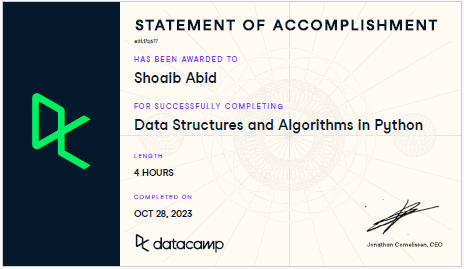 STATEMENT OF ACCOMPLISHMENT
HAS BEEN AWARDED TO
Shoaib Abid
FOR SUCCESSFULLY COMPLETING
Data Structures and Algorithms in Python
LENGTH
4 HOURS
COMPLETED ON
OCT 28, 2023
datacamp
Jonathan Cornelissen, CEO